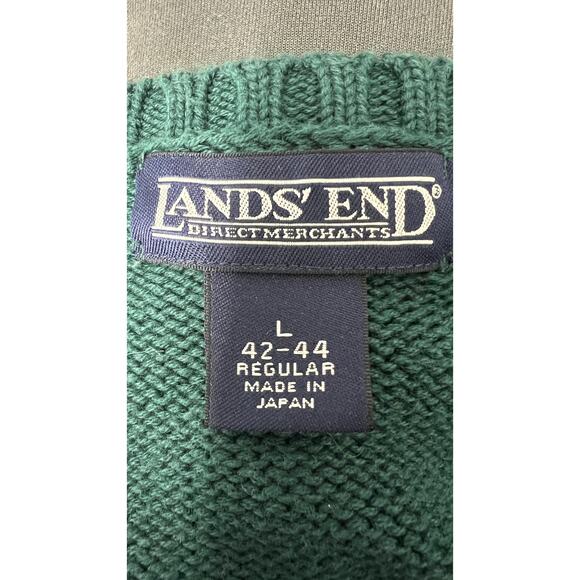 LANDS' END®
DIRECT MERCHANTS
L
42-44
REGULAR
MADE IN
JAPAN